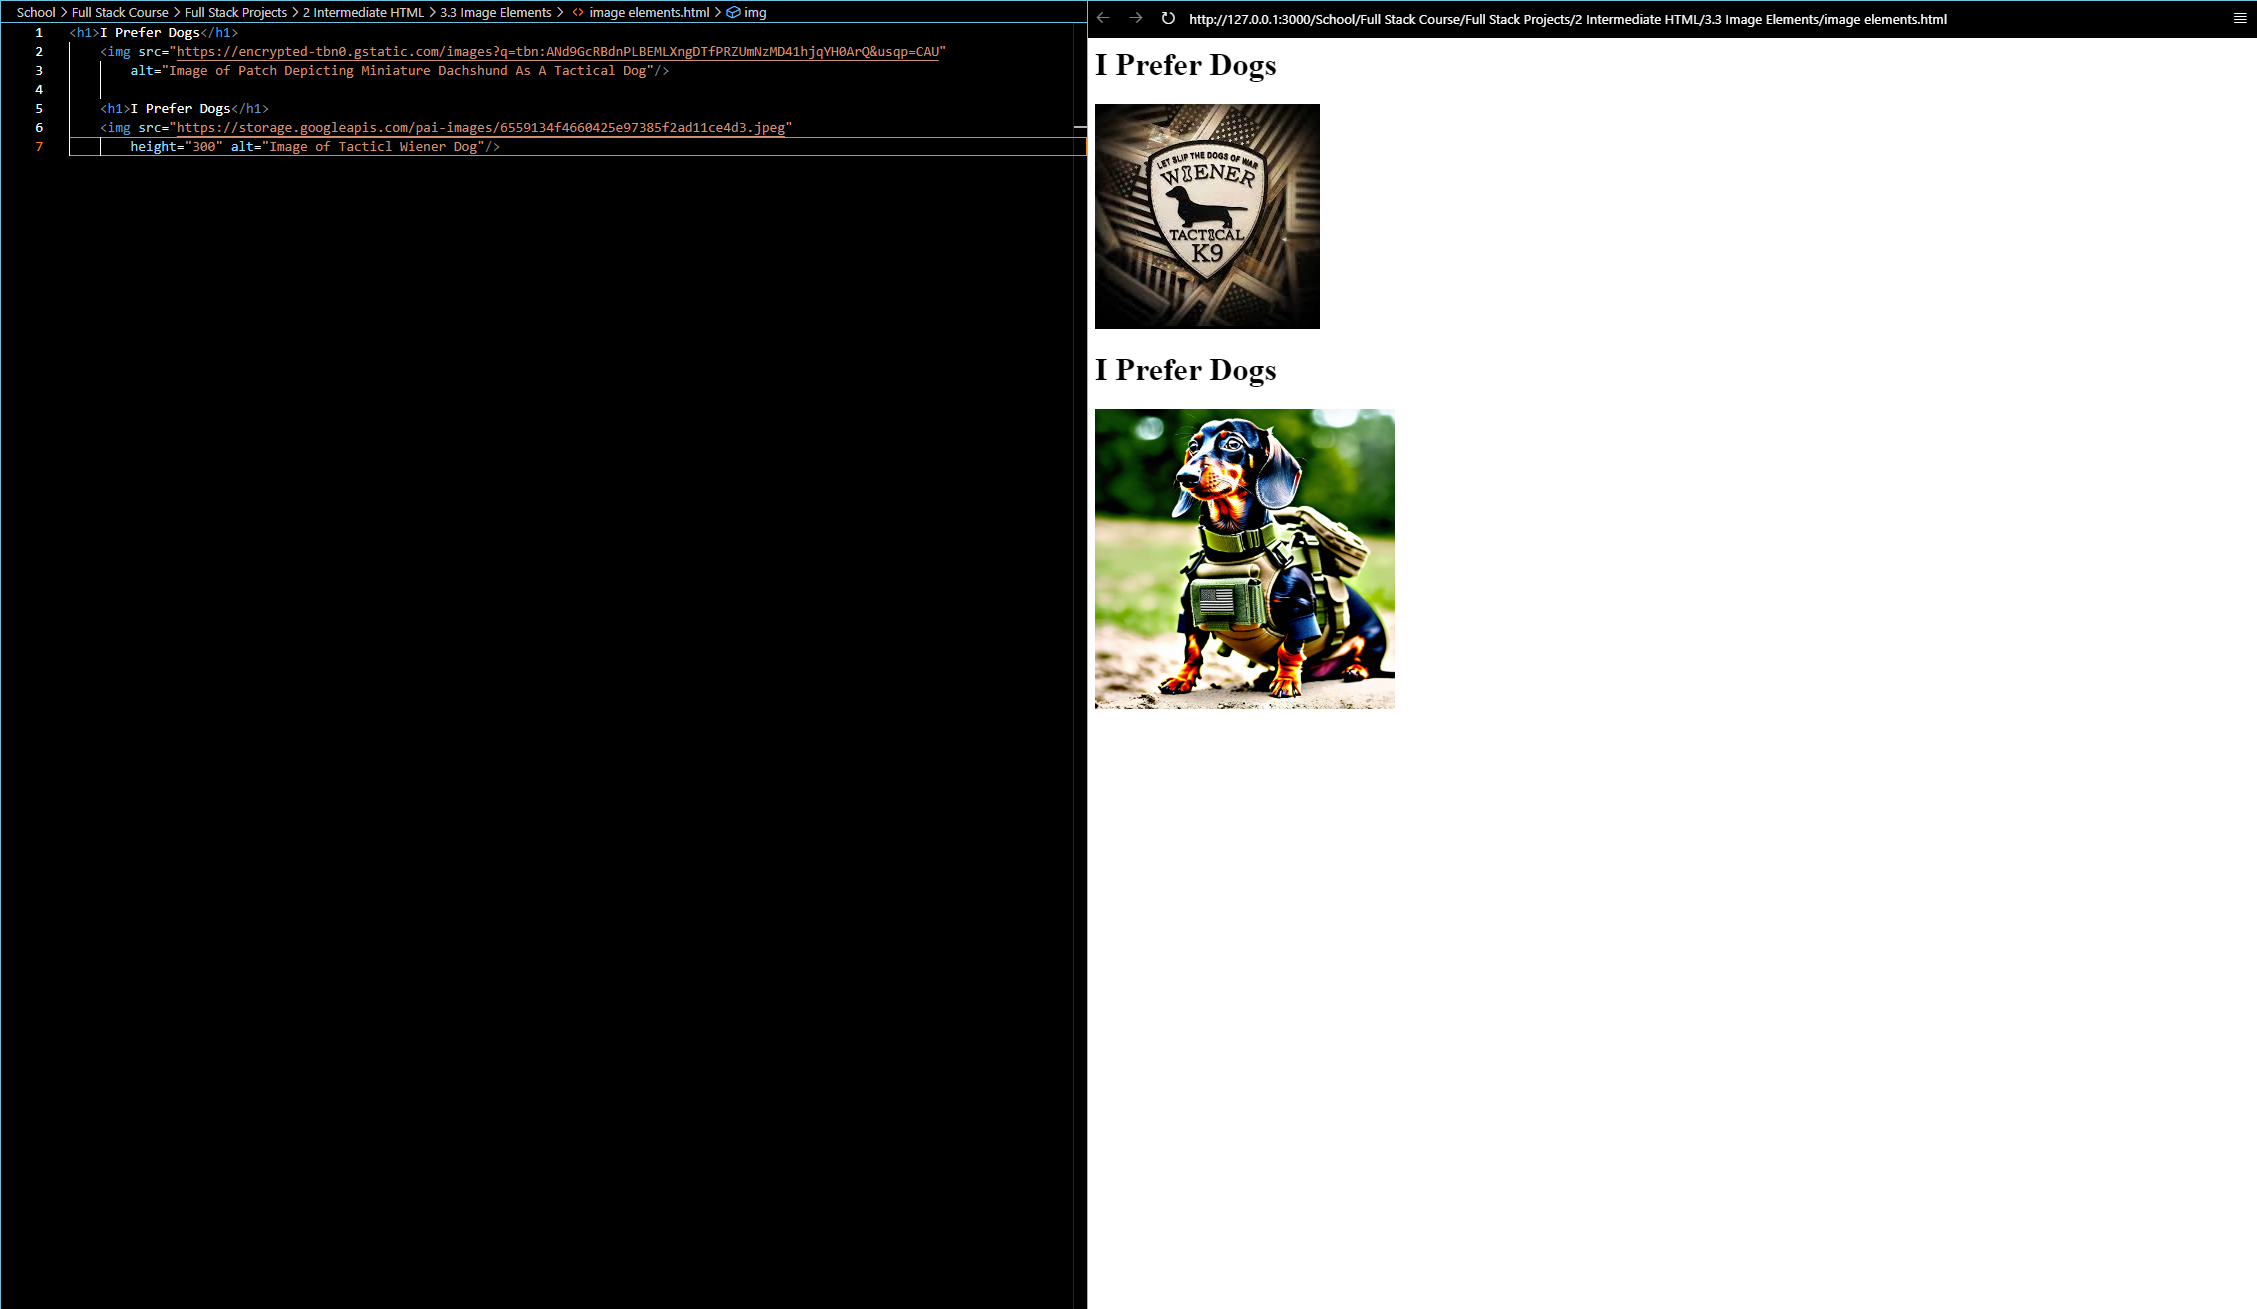 School > Full Stack Course > Full Stack Projects > 2 Intermediate HTML > 3.3 Image Elements > <> image elements.html > img
1 <h1>I Prefer Dogs</h1>
2 <img src="https://encrypted-tbn0.gstatic.com/images?q=tbn:ANd9GcRBdnPLBEMLXngDTfPRZUmNzMD41hjqYH0ArQ&usqp=CAU"
3 alt="Image of Patch Depicting Miniature Dachshund As A Tactical Dog"/>
4
5 <h1>I Prefer Dogs</h1>
6 <img src="https://storage.googleapis.com/pai-images/6559134f4660425e97385f2ad11ce4d3.jpeg"
7 height="300" alt="Image of Tacticl Wiener Dog"/>
http://127.0.0.1:3000/School/Full Stack Course/Full Stack Projects/2 Intermediate HTML/3.3 Image Elements/image elements.html
I Prefer Dogs
LET SLIP THE DOGS OF WAR
WIENER
TACTICAL
K9
I Prefer Dogs